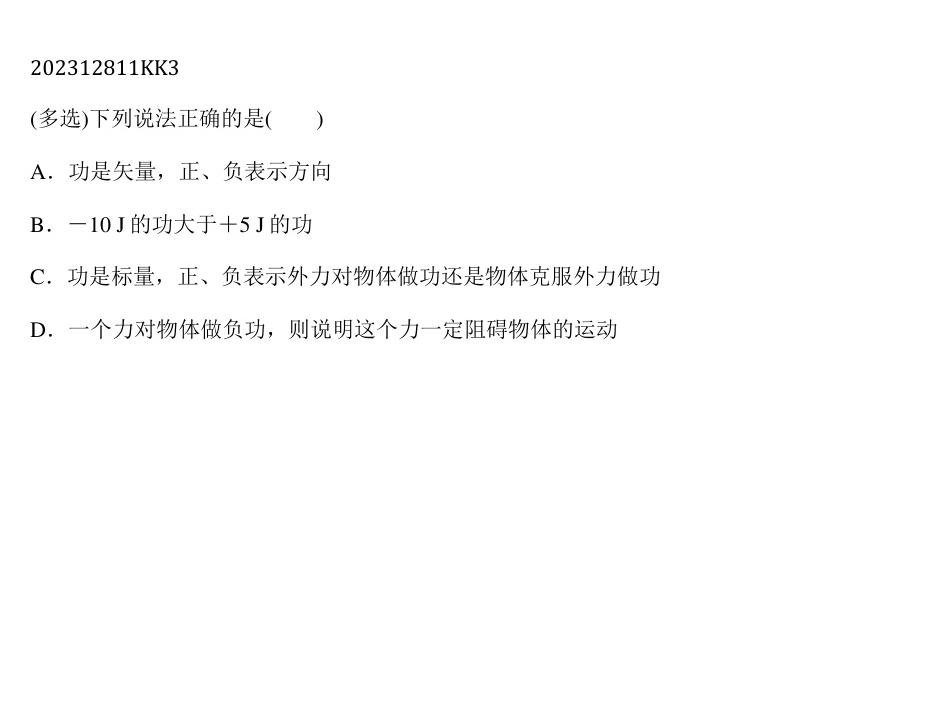 202312811KK3
(多选)下列说法正确的是(　　)
A．功是矢量，正、负表示方向
B．－10 J 的功大于＋5 J 的功
C．功是标量，正、负表示外力对物体做功还是物体克服外力做功
D．一个力对物体做负功，则说明这个力一定阻碍物体的运动